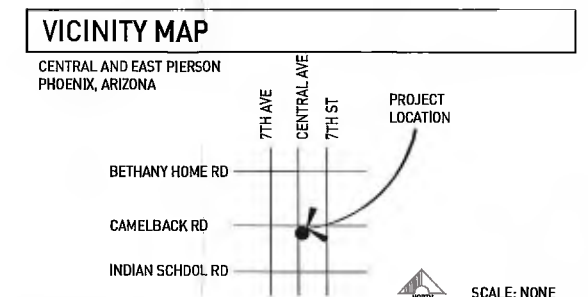 VICINITY MAP
CENTRAL AND EAST PIERSON
PHOENIX, ARIZONA
7TH AVE
CENTRAL AVE
7TH ST
PROJECT
LOCATION
BETHANY HOME RD
CAMELBACK RD
INDIAN SCHOOL RD
NORTH
SCALE: NONE